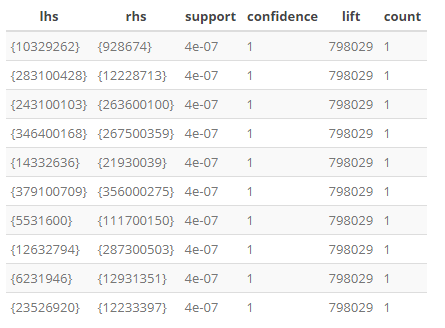 lhs rhs support confidence lift count
{10329262} {928674} 4e-07 1 798029 1
{283100428} {12228713} 4e-07 1 798029 1
{243100103} {263600100} 4e-07 1 798029 1
{346400168} {267500359} 4e-07 1 798029 1
{14332636} {21930039} 4e-07 1 798029 1
{379100709} {356000275} 4e-07 1 798029 1
{5531600} {111700150} 4e-07 1 798029 1
{12632794} {287300503} 4e-07 1 798029 1
{6231946} {12931351} 4e-07 1 798029 1
{23526920} {12233397} 4e-07 1 798029 1